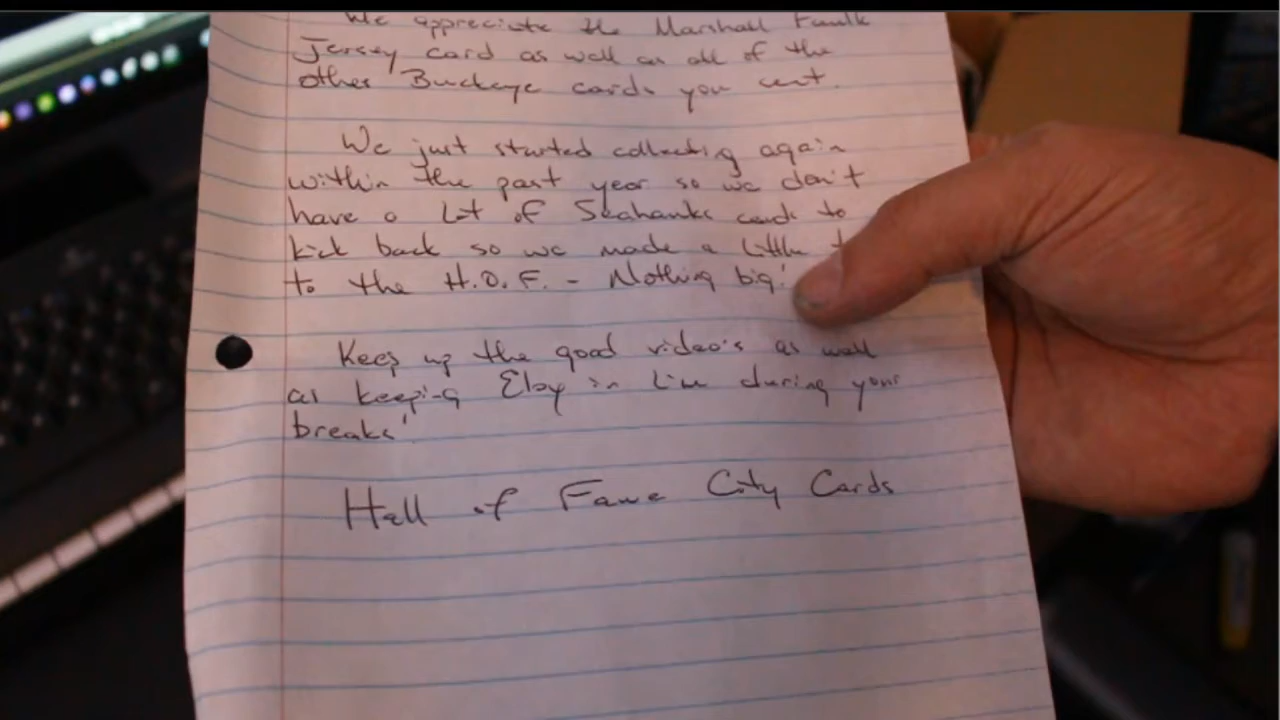 We appreciate the Marshall Faulk
Jersey card as well as all of the
other Buckeye cards you sent.
We just started collecting again
within the past year so we don't
have a Lot of Seahawks cards to
kick back so we made a little
to the H.O.F. - Nothing big!
Keep up the good video's as well
as keeping Eloy in Line during your
breaks!
Hall of Fame City Cards